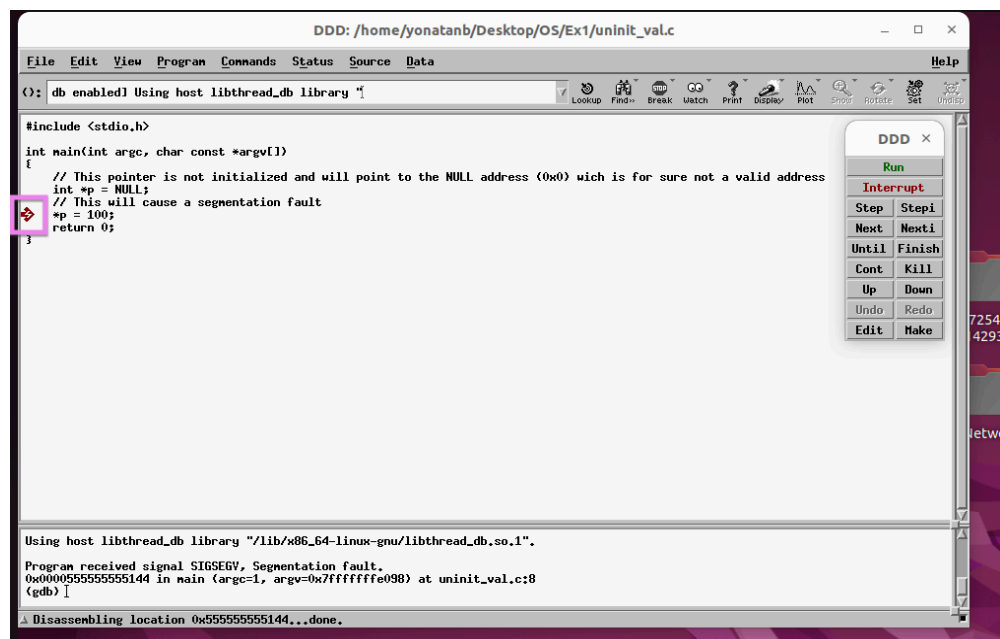 DDD: /home/yonatanb/Desktop/OS/Ex1/uninit_val.c
File Edit View Program Commands Status Source Data Help
(): db enabled] Using host libthread_db library "[
Lookup Find» Break Watch Print Display Plot Show Rotate Set Undisp
#include <stdio.h>
int main(int argc, char const *argv[])
{
// This pointer is not initialized and will point to the NULL address (0x0) wich is for sure not a valid address
int *p = NULL;
// This will cause a segmentation fault
*p = 100;
return 0;
}
DDD
Run
Interrupt
Step Stepi
Next Nexti
Until Finish
Cont Kill
Up Down
Undo Redo
Edit Make
7254
4293
Netw
Using host libthread_db library "/lib/x86_64-linux-gnu/libthread_db.so.1".
Program received signal SIGSEGV, Segmentation fault.
0x0000555555555144 in main (argc=1, argv=0x7fffffffe098) at uninit_val.c:8
(gdb)
Disassembling location 0x555555555144...done.